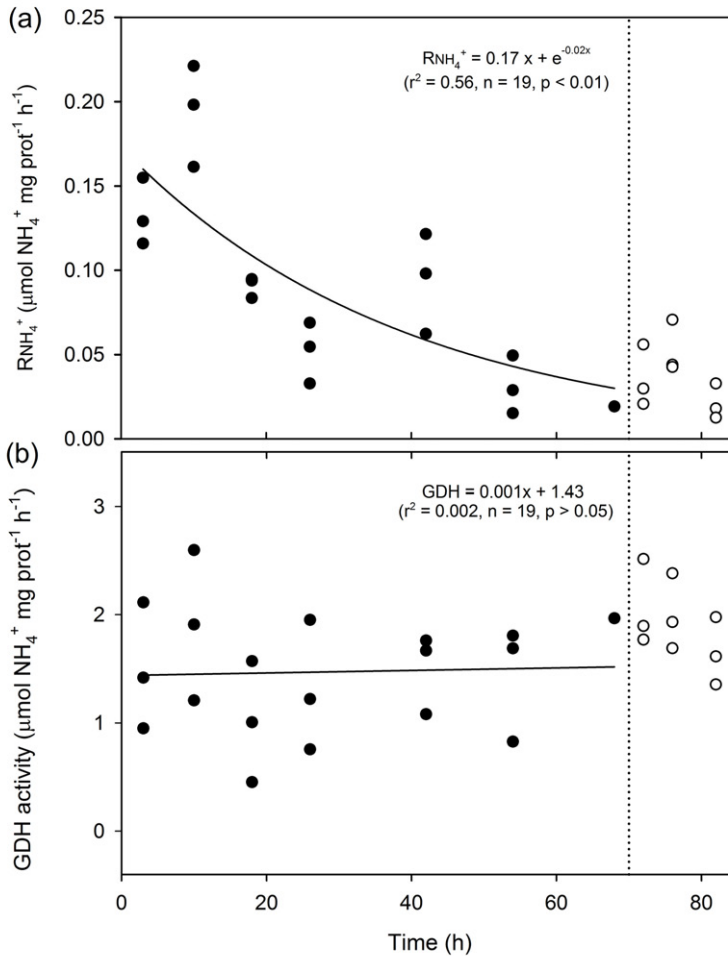 (a)
0.25
0.20
0.15
0.10
0.05
0.00
RNH₄⁺ (μmol NH₄⁺ mg prot⁻¹ h⁻¹)
RNH₄⁺ = 0.17 x + e⁻⁰·⁰²ˣ
(r² = 0.56, n = 19, p < 0.01)
(b)
3
2
1
0
GDH activity (μmol NH₄⁺ mg prot⁻¹ h⁻¹)
GDH = 0.001x + 1.43
(r² = 0.002, n = 19, p > 0.05)
0 20 40 60 80
Time (h)